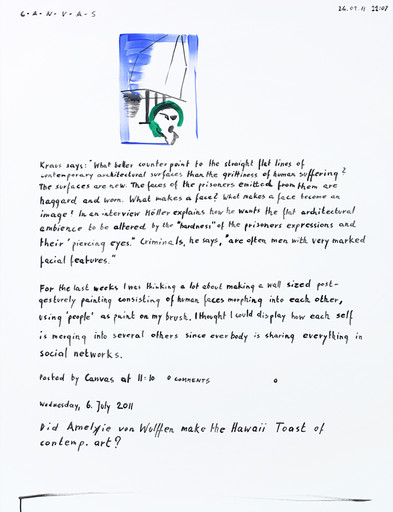 C·A·N·V·A·S
26.09.11 22:07
Kraus says: "What better counterpoint to the straight flat lines of
contemporary architectural surfaces than the grittiness of human suffering?
The surfaces are new. The faces of the prisoners emitted from them are
haggard and worn. What makes a face? What makes a face become an
image? In an interview Höller explains how he wants the flat architectural
ambience to be altered by the "hardness" of the prisoners expressions and
their 'piercing eyes." Criminals, he says, "are often men with very marked
facial features."
For the last weeks I was thinking a lot about making a wall sized post-
gesturely painting consisting of human faces morphing into each other,
using 'people' as paint on my brush. I thought I could display how each self
is merging into several others since everbody is sharing everything in
social networks.
Posted by Canvas at 11:10 0 COMMENTS
0
Wednesday, 6. July 2011
Did Amelie von Wulffen make the Hawaii Toast of
contemp. art?